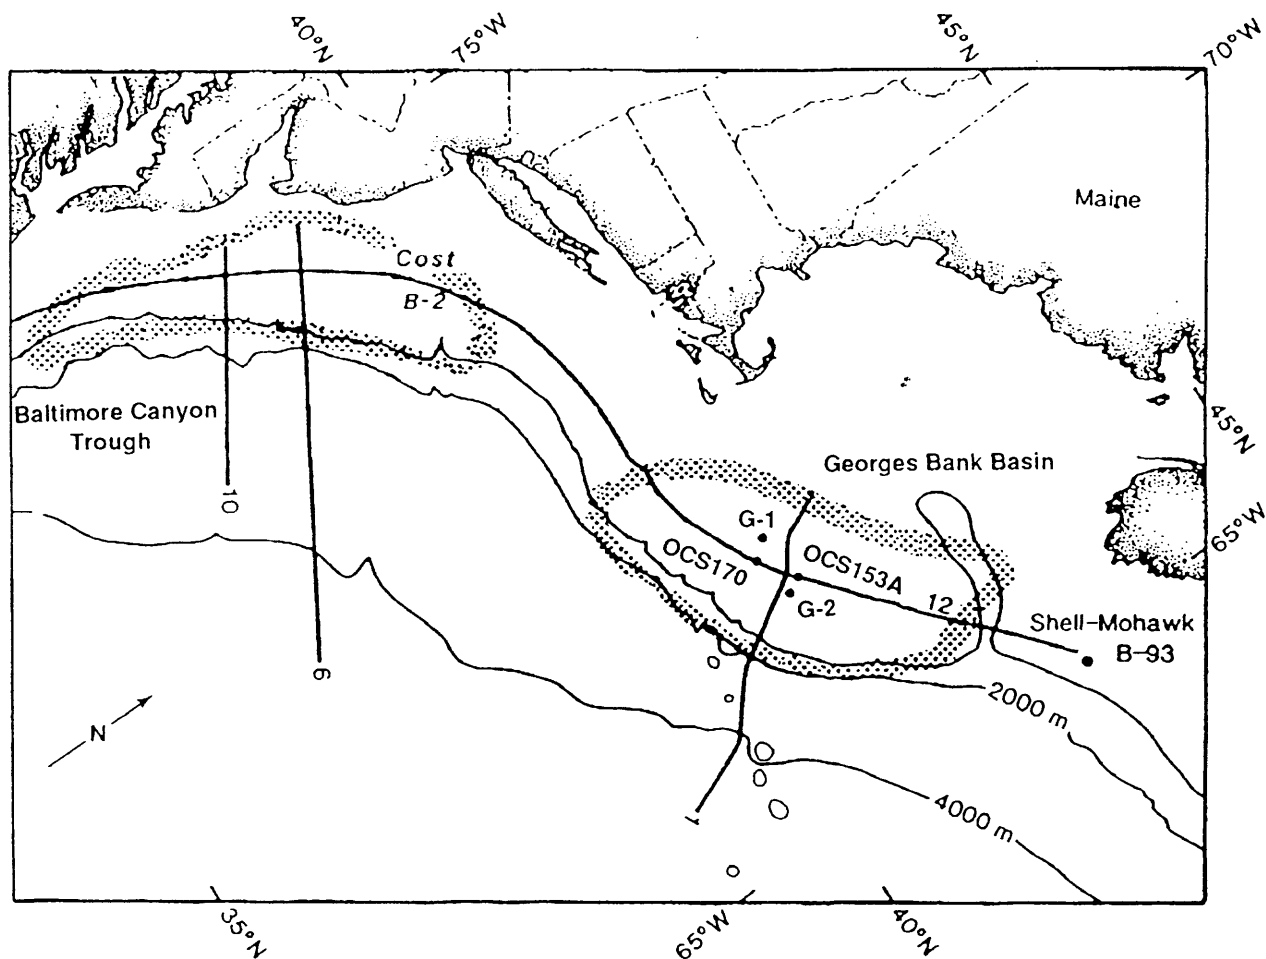 40°N
75°W
45°N
70°W
Maine
Cost
B-2
Baltimore Canyon
Trough
45°N
Georges Bank Basin
10
G-1
65°W
OCS170
OCS153A
G-2
12
Shell-Mohawk
B-93
6
2000 m
N
1
4000 m
35°N
65°W
40°N